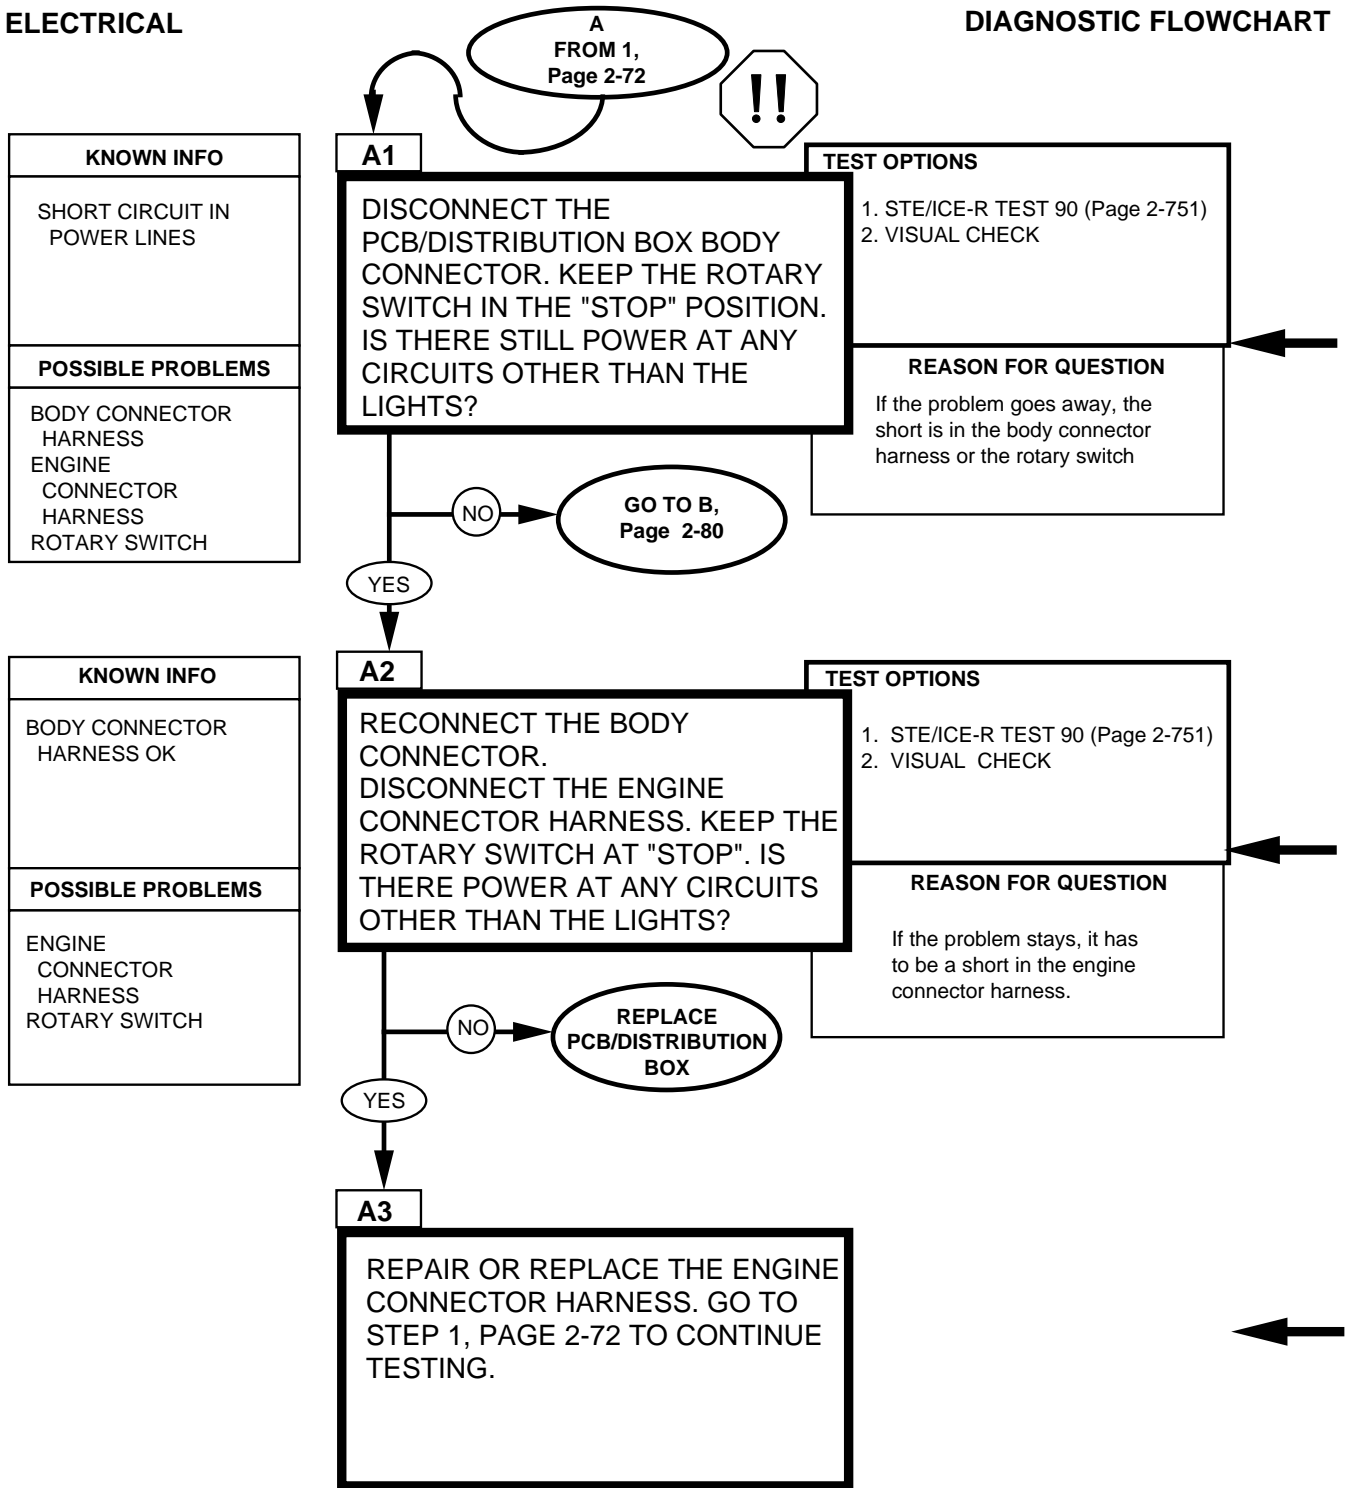 ELECTRICAL
DIAGNOSTIC FLOWCHART
A
FROM 1,
Page 2-72
!!
KNOWN INFO
SHORT CIRCUIT IN
POWER LINES
POSSIBLE PROBLEMS
BODY CONNECTOR
HARNESS
ENGINE
CONNECTOR
HARNESS
ROTARY SWITCH
A1
DISCONNECT THE
PCB/DISTRIBUTION BOX BODY
CONNECTOR. KEEP THE ROTARY
SWITCH IN THE "STOP" POSITION.
IS THERE STILL POWER AT ANY
CIRCUITS OTHER THAN THE
LIGHTS?
TEST OPTIONS
1. STE/ICE-R TEST 90 (Page 2-751)
2. VISUAL CHECK
REASON FOR QUESTION
If the problem goes away, the
short is in the body connector
harness or the rotary switch
NO
GO TO B,
Page 2-80
YES
KNOWN INFO
BODY CONNECTOR
HARNESS OK
POSSIBLE PROBLEMS
ENGINE
CONNECTOR
HARNESS
ROTARY SWITCH
A2
RECONNECT THE BODY
CONNECTOR.
DISCONNECT THE ENGINE
CONNECTOR HARNESS. KEEP THE
ROTARY SWITCH AT "STOP". IS
THERE POWER AT ANY CIRCUITS
OTHER THAN THE LIGHTS?
TEST OPTIONS
1. STE/ICE-R TEST 90 (Page 2-751)
2. VISUAL CHECK
REASON FOR QUESTION
If the problem stays, it has
to be a short in the engine
connector harness.
NO
REPLACE
PCB/DISTRIBUTION
BOX
YES
A3
REPAIR OR REPLACE THE ENGINE
CONNECTOR HARNESS. GO TO
STEP 1, PAGE 2-72 TO CONTINUE
TESTING.